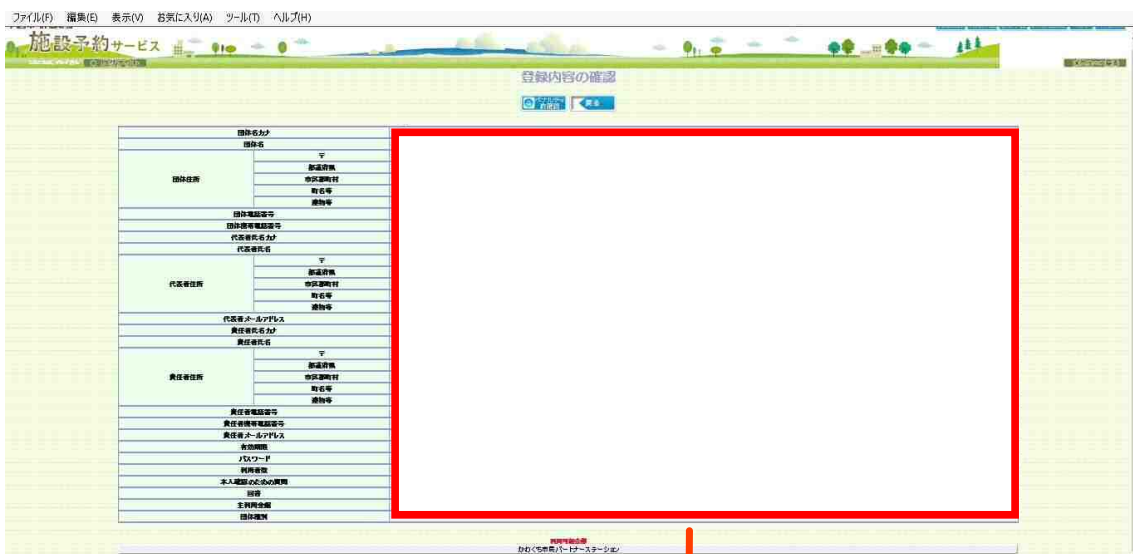 ファイル(F) 編集(E) 表示(V) お気に入り(A) ツール(T) ヘルプ(H)
施設予約サービス
登録内容の確認
戻る
団体名カナ
団体名
〒
都道府県
団体住所 市区郡町村
町名等
建物等
団体電話番号
団体携帯電話番号
代表者氏名カナ
代表者氏名
〒
都道府県
代表者住所 市区郡町村
町名等
建物等
代表者メールアドレス
責任者氏名カナ
責任者氏名
〒
都道府県
責任者住所 市区郡町村
町名等
建物等
責任者電話番号
責任者携帯電話番号
責任者メールアドレス
有効期限
パスワード
利用者数
本人確認のための質問
回答
主利用会館
団体種別
利用可能会館
かわぐち市民パートナーステーション